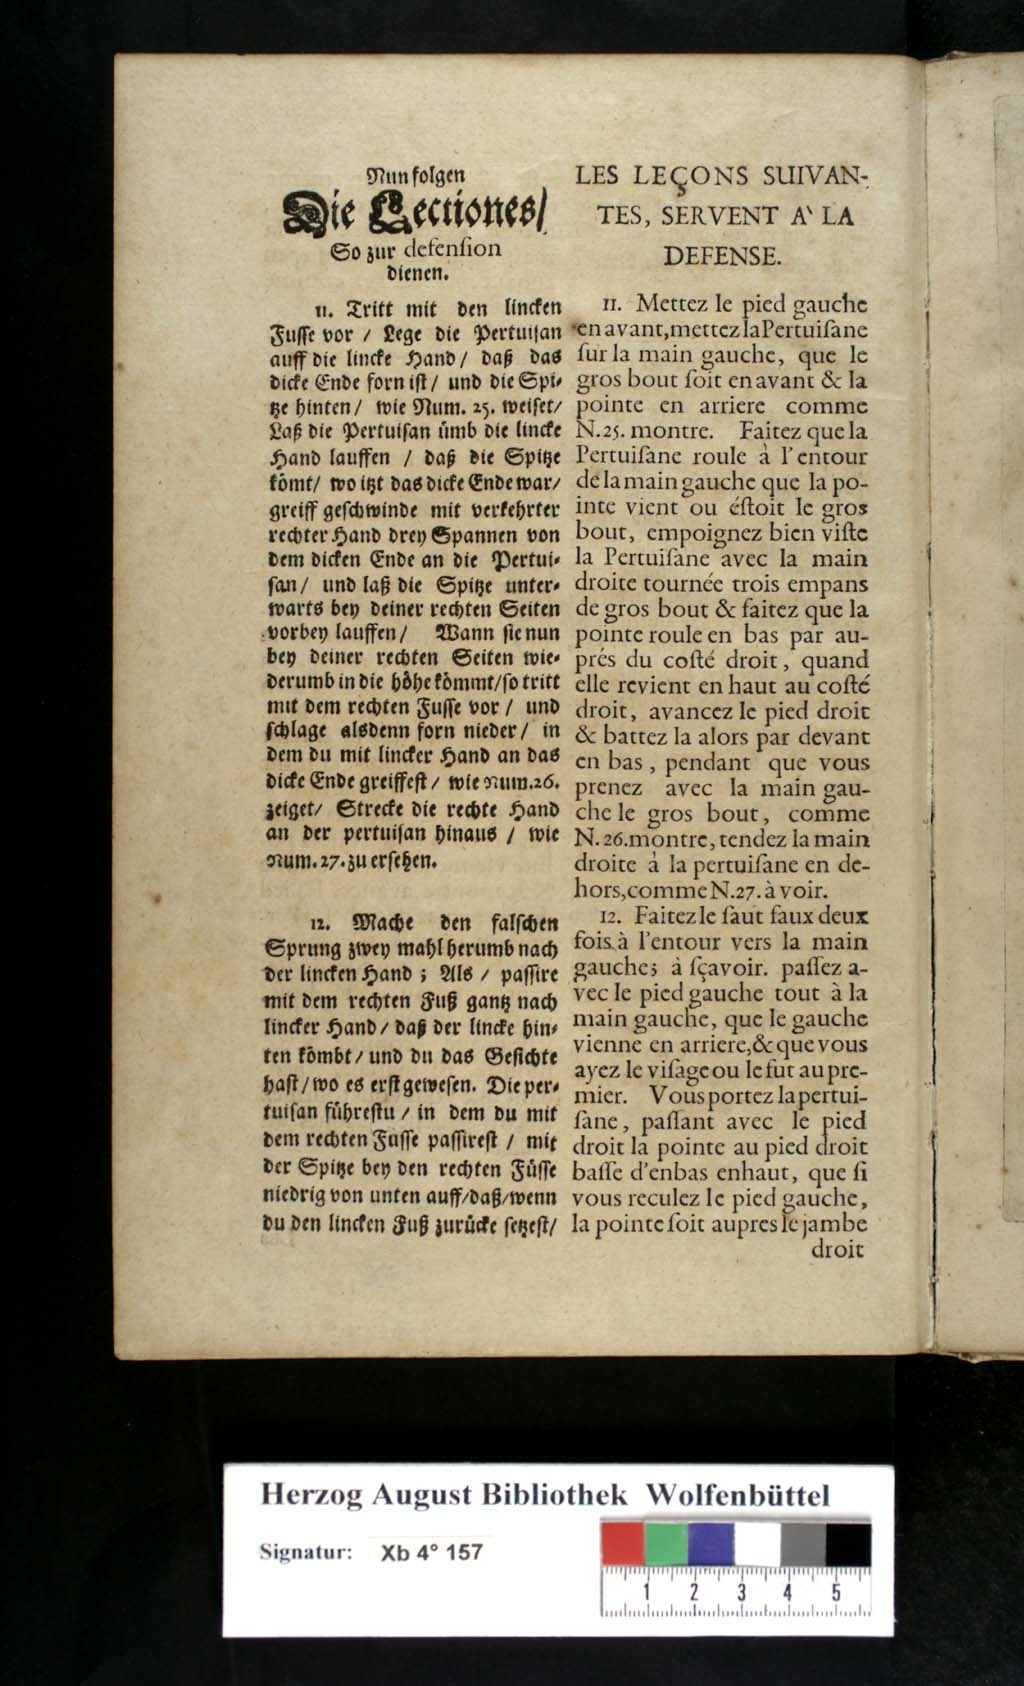 Nun folgen
Die Lectiones/
So zur defenſion
dienen.
11. Tritt mit den lincken
Fuſſe vor / Lege die Pertuiſan
auff die lincke Hand / daß das
dicke Ende forn iſt / und die Spi⸗
tze hinten / wie Num. 25. weiſet/
Laß die Pertuiſan uͤmb die lincke
Hand lauffen / daß die Spitze
koͤmt / wo itzt das dicke Ende war/
greiff geſchwinde mit verkehrter
rechter Hand drey Spannen von
dem dicken Ende an die Pertui⸗
ſan / und laß die Spitze unter⸗
warts bey deiner rechten Seiten
vorbey lauffen / Wann ſie nun
bey deiner rechten Seiten wie⸗
derumb in die hoͤhe koͤmmt / ſo tritt
mit dem rechten Fuſſe vor / und
ſchlage alsdenn forn nieder / in
dem du mit lincker Hand an das
dicke Ende greiffeſt / wie Num. 26.
zeiget / Strecke die rechte Hand
an der pertuiſan hinaus / wie
Num. 27. zu erſehen.
12. Mache den falſchen
Sprung zwey mahl herumb nach
der lincken Hand ; Als / paſſire
mit dem rechten Fuß gantz nach
lincker Hand / daß der lincke hin⸗
ten koͤmbt / und du das Geſichte
haſt / wo es erſt geweſen. Die per⸗
tuiſan fuͤhreſtu / in dem du mit
dem rechten Fuſſe paſſireſt / mit
der Spitze bey den rechten Fuͤſſe
niedrig von unten auff / daß / wenn
du den lincken Fuß zuruͤcke ſetzeſt/
LES LEÇONS SUIVAN-
TES, SERVENT A` LA
DEFENSE.
11. Mettez le pied gauche
en avant, mettez la Pertuiſane
ſur la main gauche, que le
gros bout ſoit en avant & la
pointe en arriere comme
N. 25. montre. Faitez que la
Pertuiſane roule à l'entour
de la main gauche que la po-
inte vient ou éſtoit le gros
bout, empoignez bien viſte
la Pertuiſane avec la main
droite tournée trois empans
de gros bout & faitez que la
pointe roule en bas par au-
prés du coſté droit, quand
elle revient en haut au coſté
droit, avancez le pied droit
& battez la alors par devant
en bas, pendant que vous
prenez avec la main gau-
che le gros bout, comme
N. 26. montre, tendez la main
droite à la pertuiſane en de-
hors, comme N. 27. à voir.
12. Faitez le ſaut faux deux
fois à l'entour vers la main
gauche; à ſçavoir. paſſez a-
vec le pied gauche tout à la
main gauche, que le gauche
vienne en arriere, & que vous
ayez le viſage ou le fut au pre-
mier. Vous portez la pertui-
ſane, paſſant avec le pied
droit la pointe au pied droit
baſſe d'enbas enhaut, que ſi
vous reculez le pied gauche,
la pointe ſoit aupres le jambe
droit
Herzog August Bibliothek Wolfenbüttel
Signatur: Xb 4° 157
1 2 3 4 5